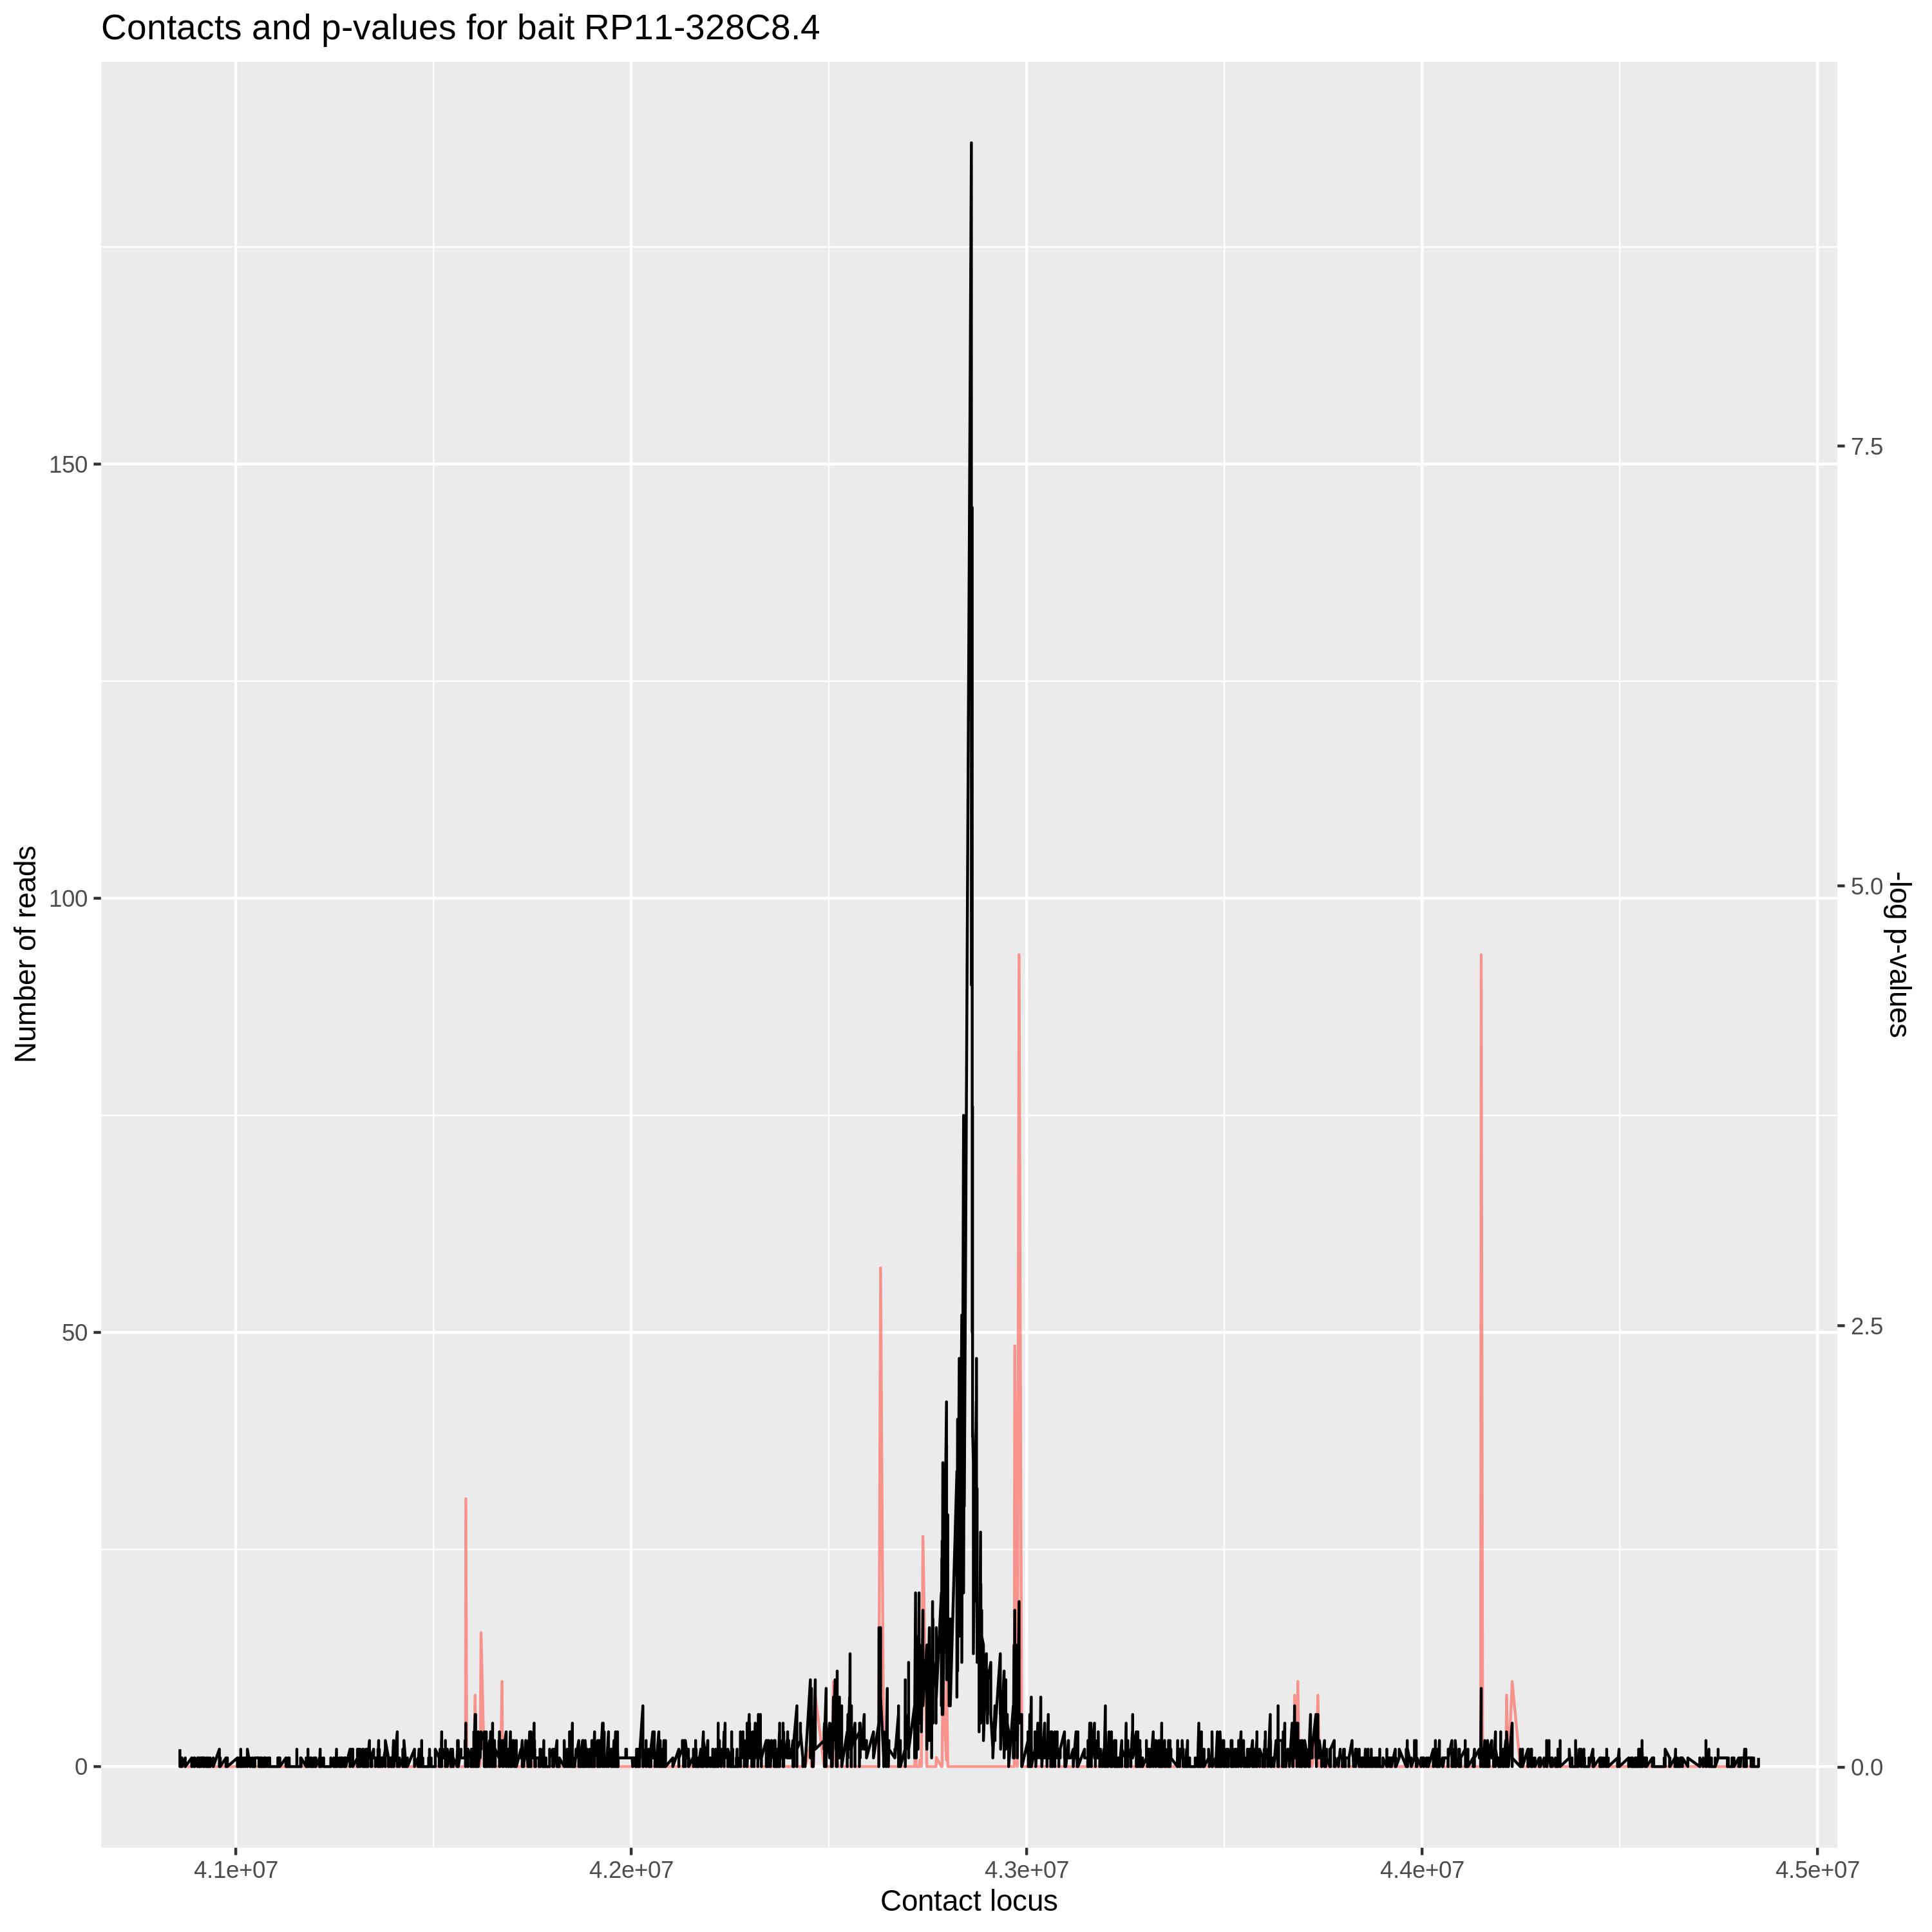 Contacts and p-values for bait RP11-328C8.4
150
100
50
0
Number of reads
7.5
5.0
2.5
0.0
-log p-values
4.1e+07
4.2e+07
4.3e+07
4.4e+07
4.5e+07
Contact locus